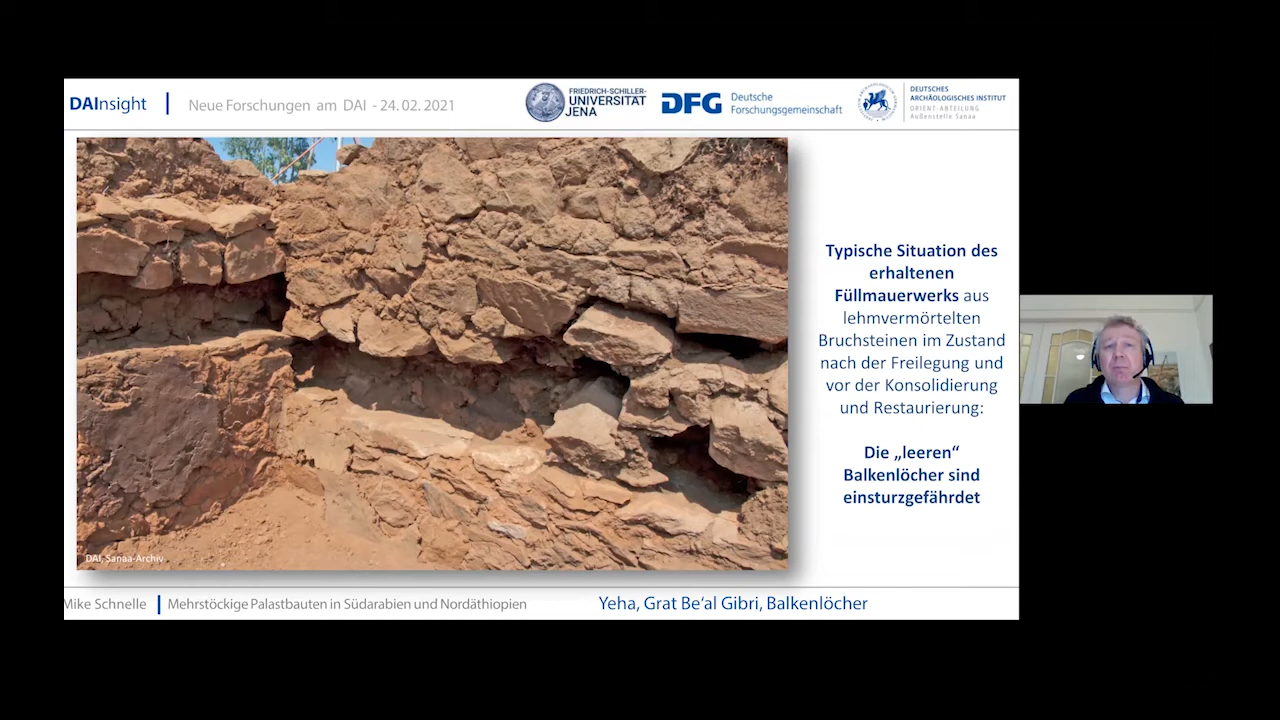 DAInsight
Neue Forschungen am DAI - 24. 02. 2021
FRIEDRICH-SCHILLER-
UNIVERSITÄT
JENA
DFG
Deutsche
Forschungsgemeinschaft
DEUTSCHES
ARCHÄOLOGISCHES INSTITUT
ORIENT-ABTEILUNG
Außenstelle Sanaa
Typische Situation des
erhaltenen
Füllmauerwerks aus
lehmvermörtelten
Bruchsteinen im Zustand
nach der Freilegung und
vor der Konsolidierung
und Restaurierung:
Die „leeren“
Balkenlöcher sind
einsturzgefährdet
DAI, Sanaa-Archiv
Mike Schnelle
Mehrstöckige Palastbauten in Südarabien und Nordäthiopien
Yeha, Grat Be‘al Gibri, Balkenlöcher